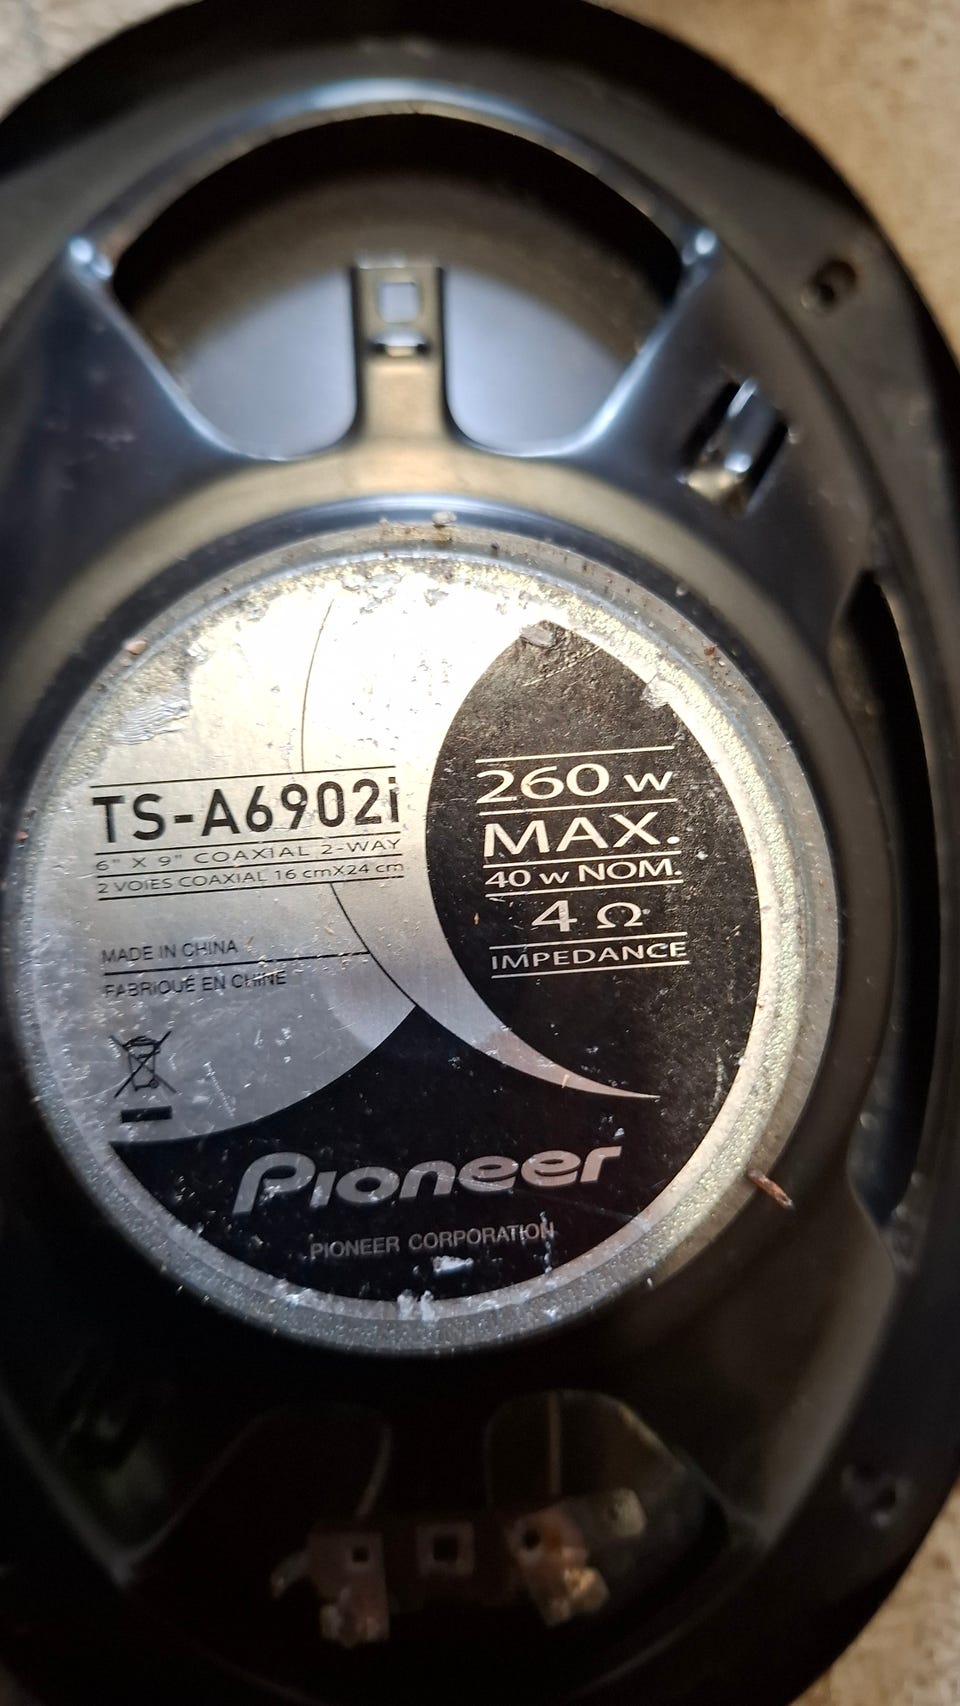 TS-A6902i
6" X 9" COAXIAL 2-WAY
2 VOIES COAXIAL 16 cmX24 cm
MADE IN CHINA
FABRIQUÉ EN CHINE
260 w
MAX.
40 w NOM.
4 Ω
IMPEDANCE
Pioneer
PIONEER CORPORATION